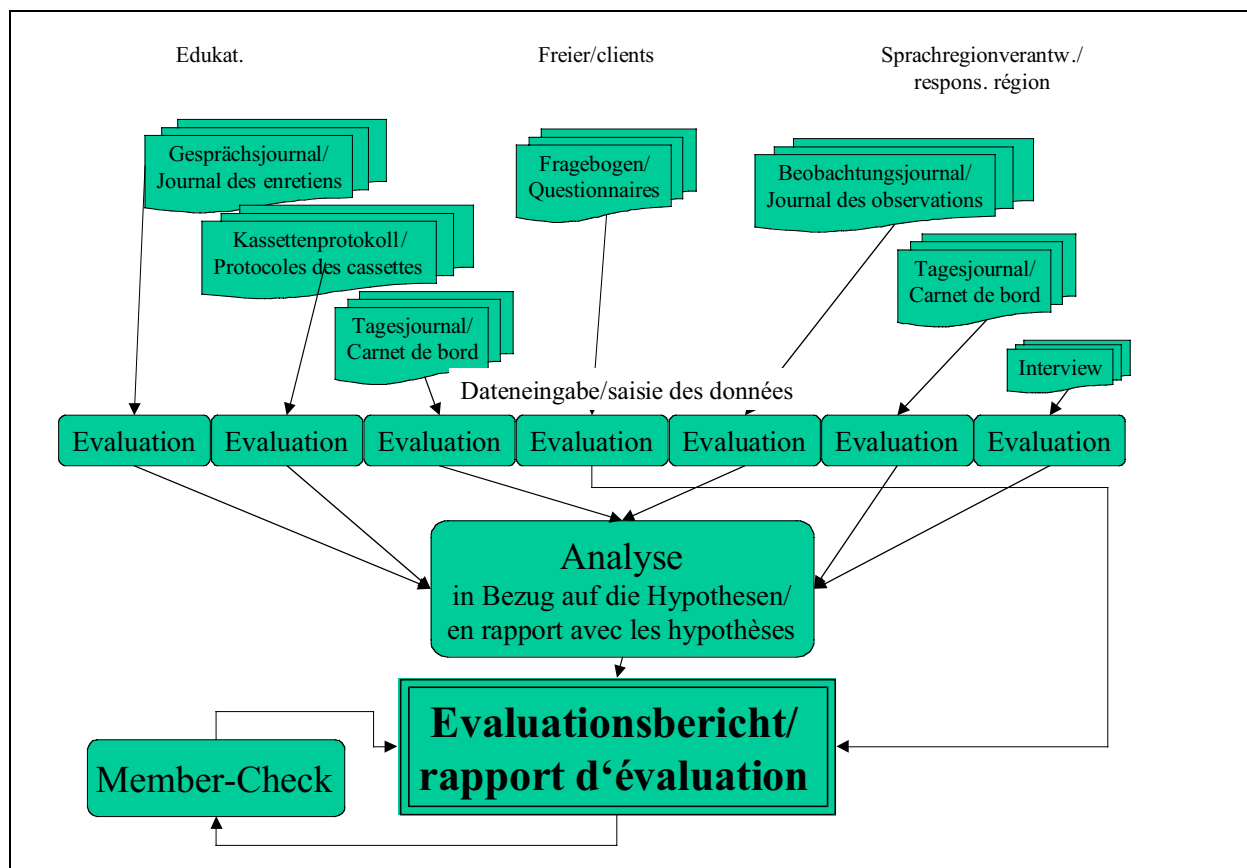 Edukat.
Freier/clients
Sprachregionverantw./
respons. région
Gesprächsjournal/
Journal des enretiens
Kassettenprotokoll/
Protocoles des cassettes
Tagesjournal/
Carnet de bord
Fragebogen/
Questionnaires
Beobachtungsjournal/
Journal des observations
Tagesjournal/
Carnet de bord
Interview
Dateneingabe/saisie des données
Evaluation
Evaluation
Evaluation
Evaluation
Evaluation
Evaluation
Evaluation
Analyse
in Bezug auf die Hypothesen/
en rapport avec les hypothèses
Evaluationsbericht/
rapport d‘évaluation
Member-Check